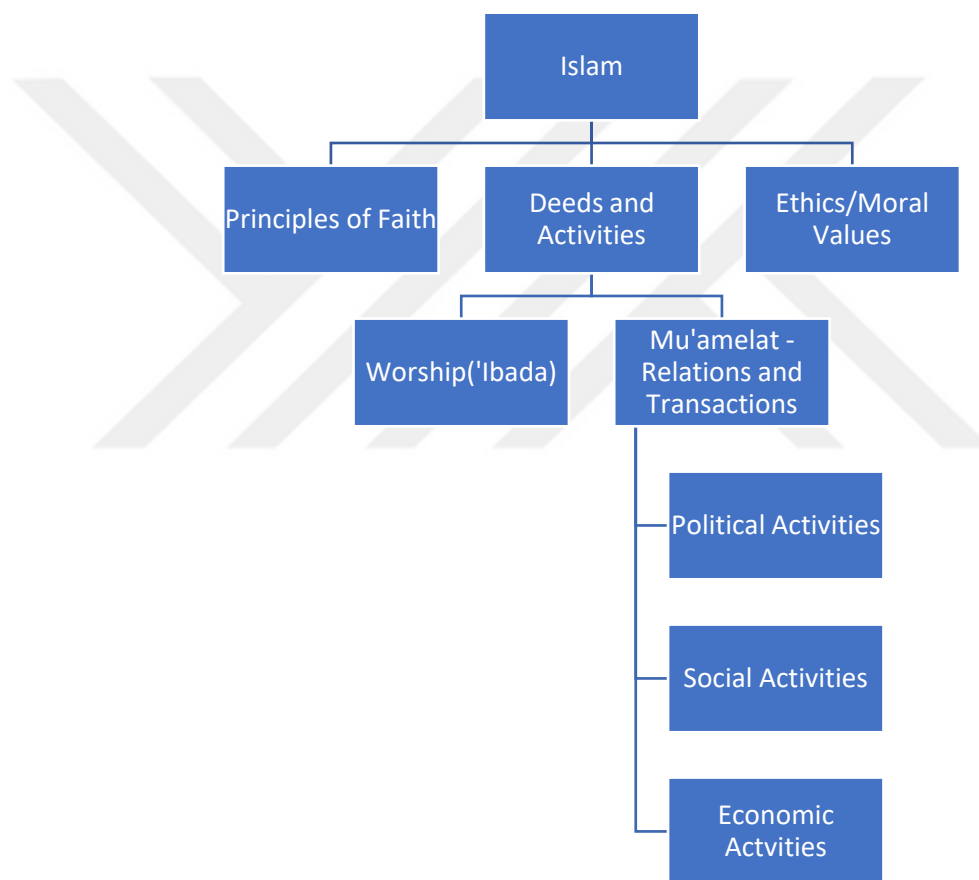 Islam
Principles of Faith
Deeds and
Activities
Ethics/Moral
Values
Worship('Ibada)
Mu'amelat -
Relations and
Transactions
Political Activities
Social Activities
Economic
Actvities